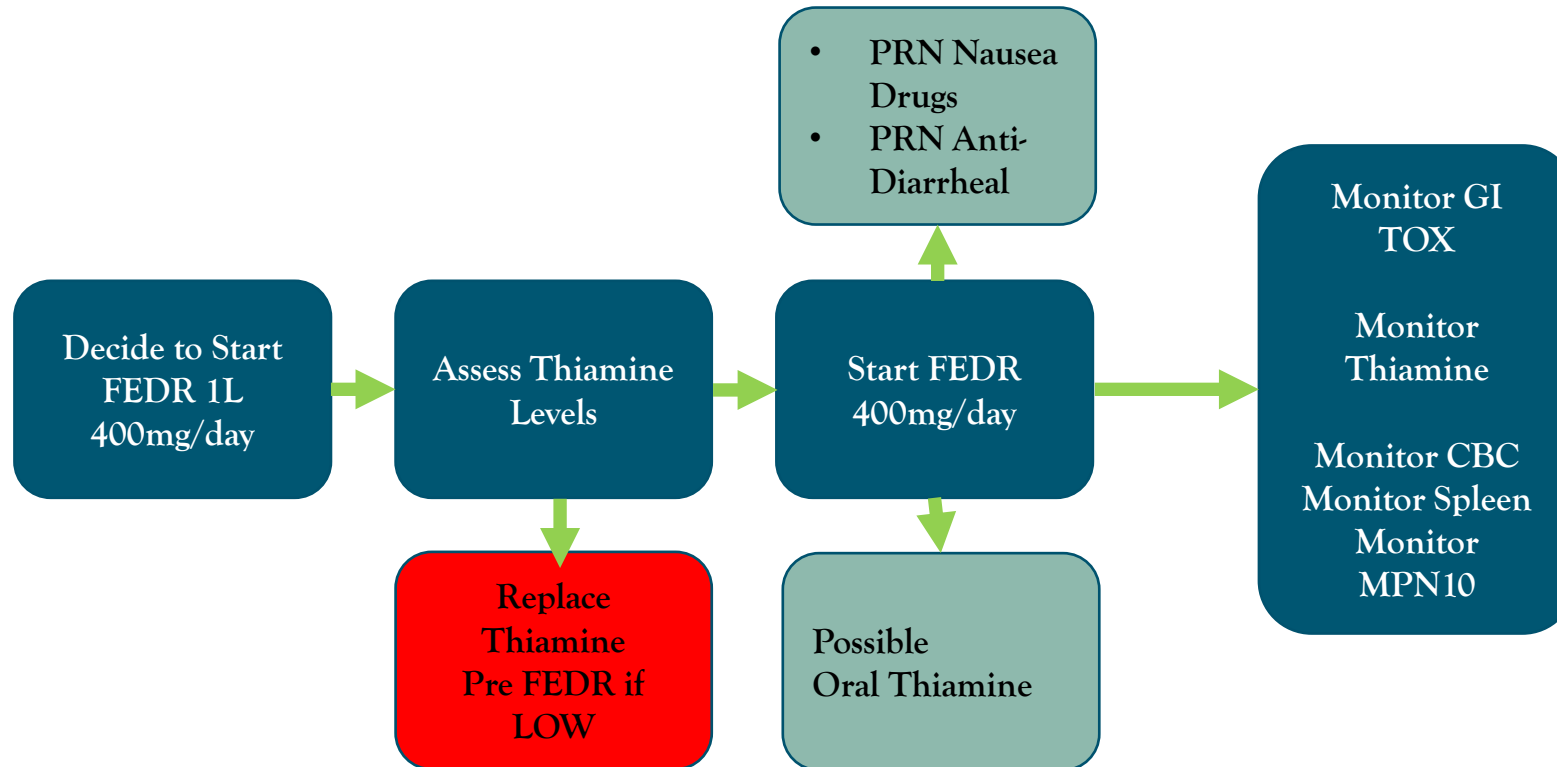 • PRN Nausea
Drugs
• PRN Anti-
Diarrheal
Decide to Start
FEDR 1L
400mg/day
Assess Thiamine
Levels
Start FEDR
400mg/day
Monitor GI
TOX
Monitor
Thiamine
Monitor CBC
Monitor Spleen
Monitor
MPN10
Replace
Thiamine
Pre FEDR if
LOW
Possible
Oral Thiamine